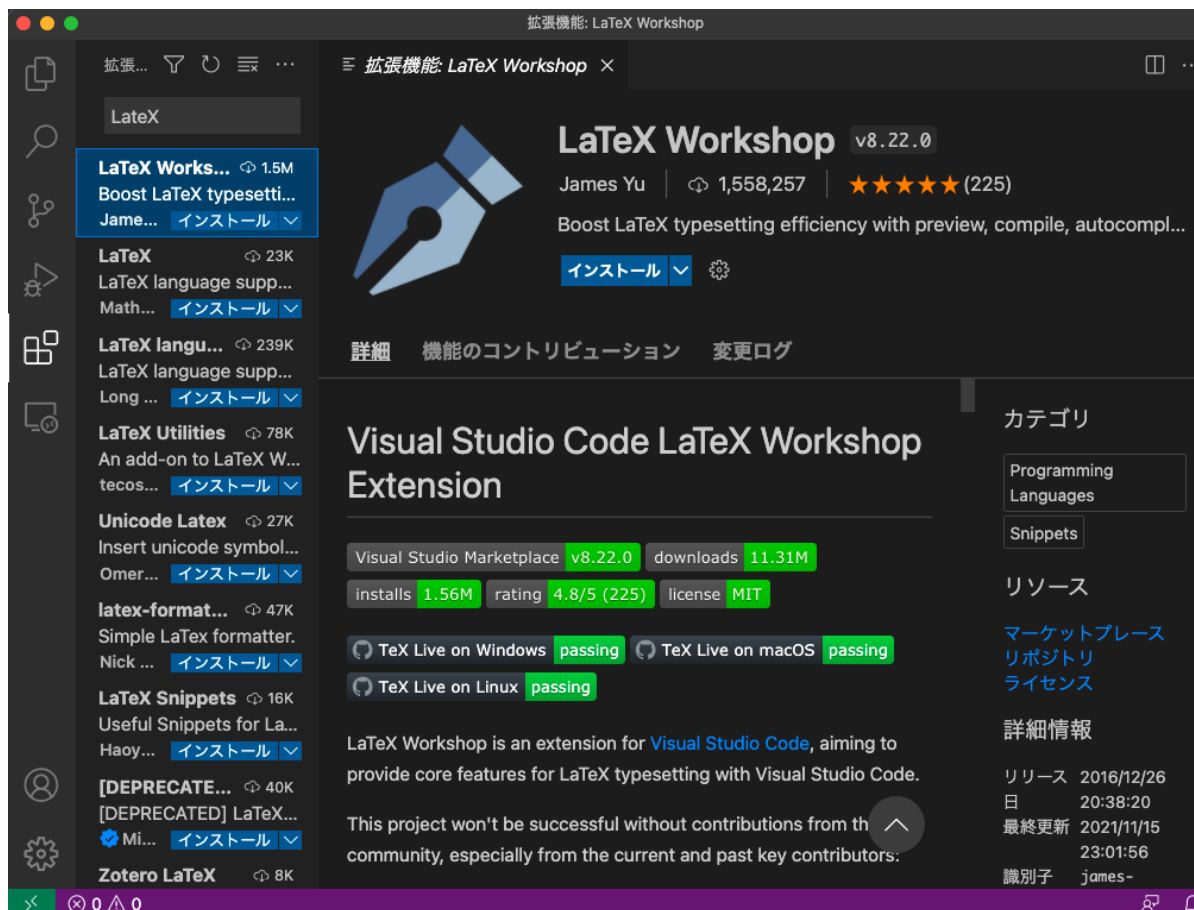 拡張機能: LaTeX Workshop
拡張...
LateX
LaTeX Works... 1.5M
Boost LaTeX typesetti...
Jame... インストール
LaTeX 23K
LaTeX language supp...
Math... インストール
LaTeX langu... 239K
LaTeX language supp...
Long ... インストール
LaTeX Utilities 78K
An add-on to LaTeX W...
tecos... インストール
Unicode Latex 27K
Insert unicode symbol...
Omer... インストール
latex-format... 47K
Simple LaTex formatter.
Nick ... インストール
LaTeX Snippets 16K
Useful Snippets for La...
Haoy... インストール
[DEPRECATE... 40K
[DEPRECATED] LaTeX...
Mi... インストール
Zotero LaTeX 8K
拡張機能: LaTeX Workshop
LaTeX Workshop v8.22.0
James Yu 1,558,257 (225)
Boost LaTeX typesetting efficiency with preview, compile, autocompl...
インストール
詳細 機能のコントリビューション 変更ログ
Visual Studio Code LaTeX Workshop
Extension
Visual Studio Marketplace v8.22.0 downloads 11.31M
installs 1.56M rating 4.8/5 (225) license MIT
TeX Live on Windows passing TeX Live on macOS passing
TeX Live on Linux passing
LaTeX Workshop is an extension for Visual Studio Code, aiming to
provide core features for LaTeX typesetting with Visual Studio Code.
This project won't be successful without contributions from th
community, especially from the current and past key contributors:
カテゴリ
Programming
Languages
Snippets
リソース
マーケットプレース
リポジトリ
ライセンス
詳細情報
リリース 2016/12/26
日 20:38:20
最終更新 2021/11/15
23:01:56
識別子 james-
0 0